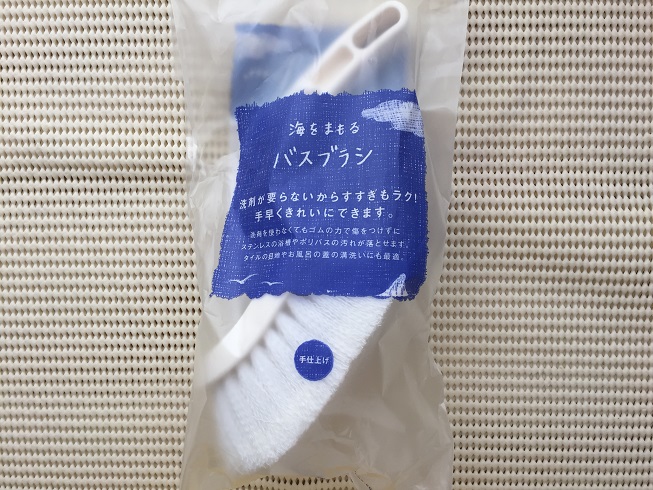 海をまもる
バスブラシ
洗剤が要らないからすすぎもラク!
手早くきれいにできます。
洗剤を使わなくてもゴムの力で傷をつけずに
ステンレスの浴槽やポリバスの汚れが落とせます。
タイルの目地やお風呂の蓋の溝洗いにも最適。
手仕上げ